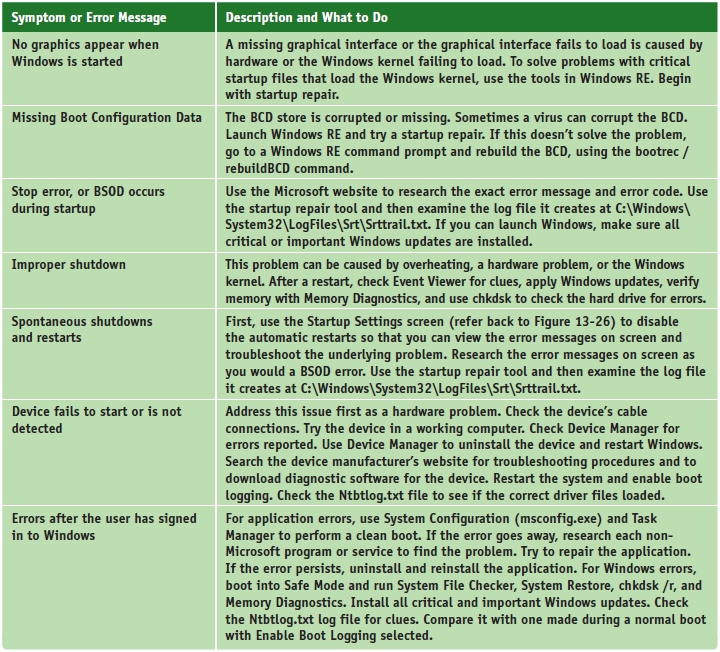 Symptom or Error Message
Description and What to Do
No graphics appear when
Windows is started
A missing graphical interface or the graphical interface fails to load is caused by
hardware or the Windows kernel failing to load. To solve problems with critical
startup files that load the Windows kernel, use the tools in Windows RE. Begin
with startup repair.
Missing Boot Configuration Data
The BCD store is corrupted or missing. Sometimes a virus can corrupt the BCD.
Launch Windows RE and try a startup repair. If this doesn't solve the problem,
go to a Windows RE command prompt and rebuild the BCD, using the bootrec /
rebuildBCD command.
Stop error, or BSOD occurs
during startup
Use the Microsoft website to research the exact error message and error code. Use
the startup repair tool and then examine the log file it creates at C:\Windows\
System32\LogFiles\Srt\Srttrail.txt. If you can launch Windows, make sure all
critical or important Windows updates are installed.
Improper shutdown
This problem can be caused by overheating, a hardware problem, or the Windows
kernel. After a restart, check Event Viewer for clues, apply Windows updates, verify
memory with Memory Diagnostics, and use chkdsk to check the hard drive for errors.
Spontaneous shutdowns
and restarts
First, use the Startup Settings screen (refer back to Figure 13-26) to disable
the automatic restarts so that you can view the error messages on screen and
troubleshoot the underlying problem. Research the error messages on screen as
you would a BSOD error. Use the startup repair tool and then examine the log file
it creates at C:\Windows\System32\LogFiles\Srt\Srttrail.txt.
Device fails to start or is not
detected
Address this issue first as a hardware problem. Check the device's cable
connections. Try the device in a working computer. Check Device Manager for
errors reported. Use Device Manager to uninstall the device and restart Windows.
Search the device manufacturer's website for troubleshooting procedures and to
download diagnostic software for the device. Restart the system and enable boot
logging. Check the Ntbtlog.txt file to see if the correct driver files loaded.
Errors after the user has signed
in to Windows
For application errors, use System Configuration (msconfig.exe) and Task
Manager to perform a clean boot. If the error goes away, research each non-
Microsoft program or service to find the problem. Try to repair the application.
If the error persists, uninstall and reinstall the application. For Windows errors,
boot into Safe Mode and run System File Checker, System Restore, chkdsk /r, and
Memory Diagnostics. Install all critical and important Windows updates. Check
the Ntbtlog.txt log file for clues. Compare it with one made during a normal boot
with Enable Boot Logging selected.